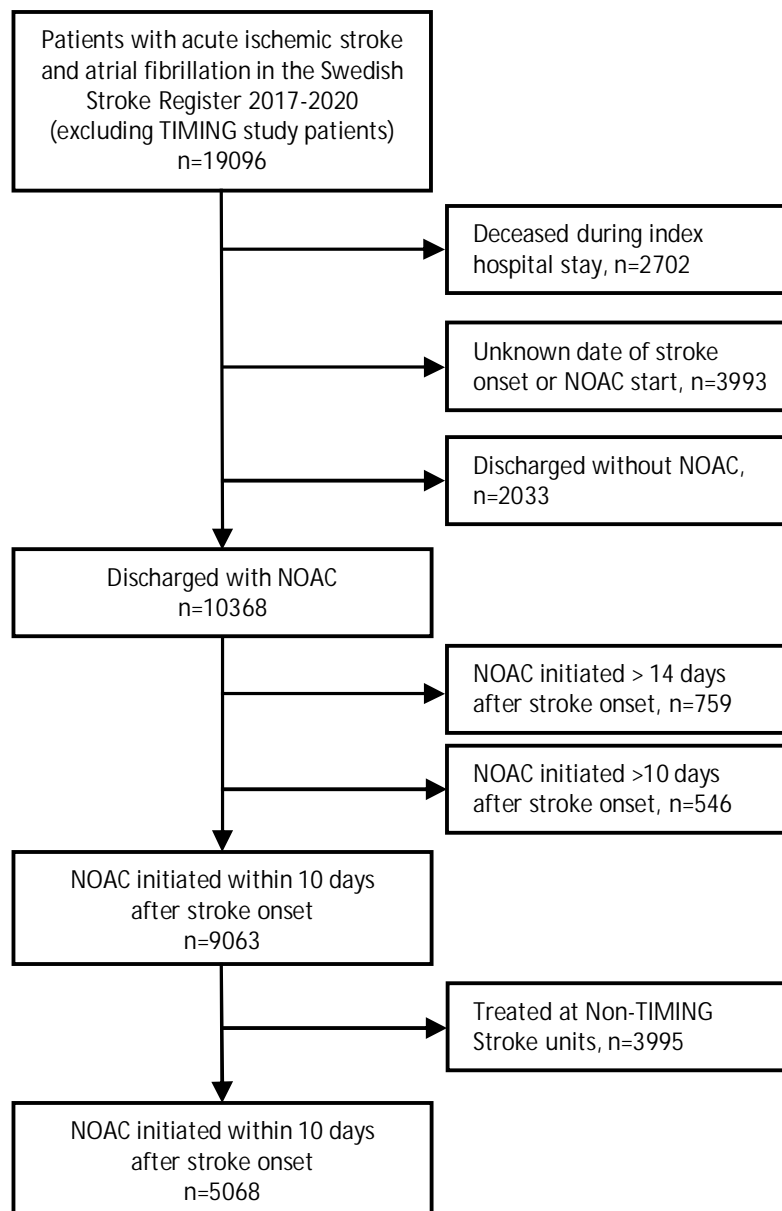 Patients with acute ischemic stroke
and atrial fibrillation in the Swedish
Stroke Register 2017-2020
(excluding TIMING study patients)
n=19096
Deceased during index
hospital stay, n=2702
Unknown date of stroke
onset or NOAC start, n=3993
Discharged without NOAC,
n=2033
Discharged with NOAC
n=10368
NOAC initiated > 14 days
after stroke onset, n=759
NOAC initiated >10 days
after stroke onset, n=546
NOAC initiated within 10 days
after stroke onset
n=9063
Treated at Non-TIMING
Stroke units, n=3995
NOAC initiated within 10 days
after stroke onset
n=5068